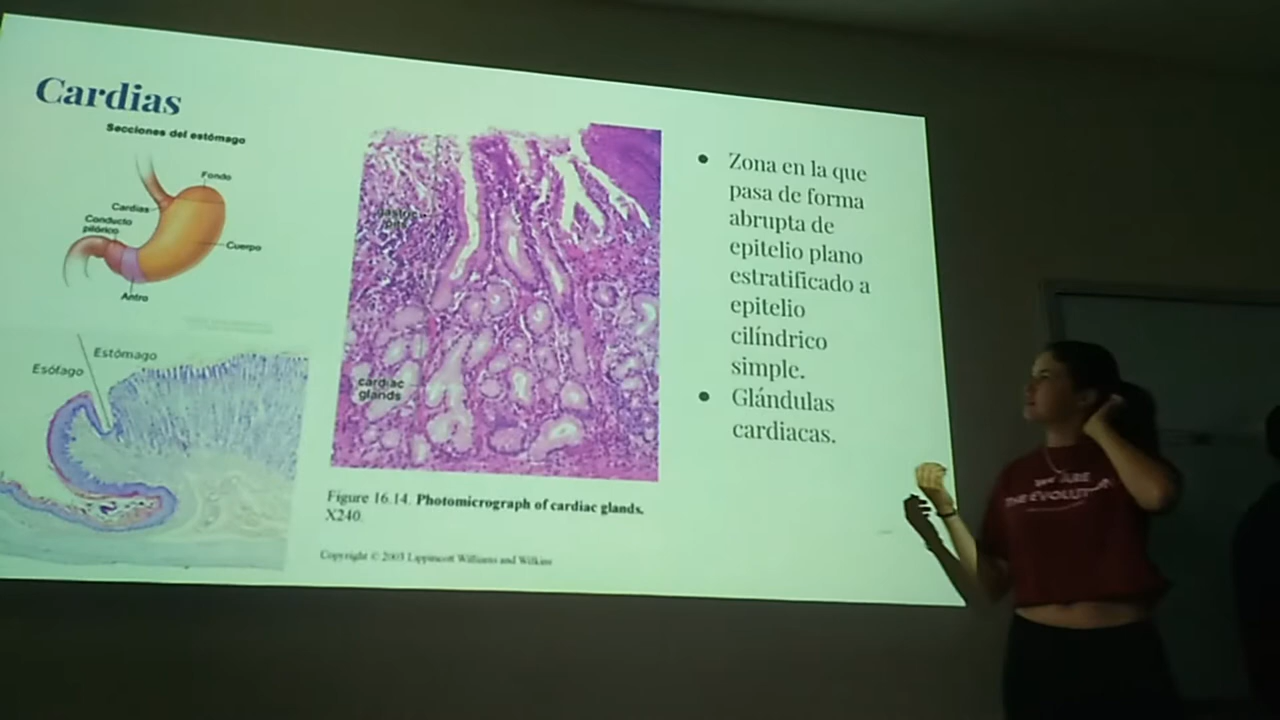 Cardias
Secciones del estómago
Fondo
Cardias
Conducto
pilórico
Cuerpo
Antro
Estómago
Esófago
gastric
pits
cardiac
glands
Figure 16.14. Photomicrograph of cardiac glands.
X240.
Copyright © 2003 Lippincott Williams and Wilkins
Zona en la que
pasa de forma
abrupta de
epitelio plano
estratificado a
epitelio
cilíndrico
simple.
Glándulas
cardiacas.
WE ARE
THE EVOLUTION